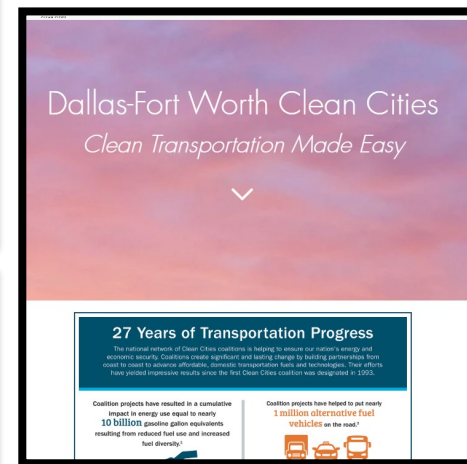 CLEAN CITIES
Dallas-Fort Worth Clean Cities
Clean Transportation Made Easy
27 Years of Transportation Progress
The national network of Clean Cities coalitions is helping to ensure our nation's energy and
economic security. Coalitions create significant and lasting change by building partnerships from
coast to coast to advance affordable, domestic transportation fuels and technologies. Their efforts
have yielded impressive results since the first Clean Cities coalition was designated in 1993.
Coalition projects have resulted in a cumulative
impact in energy use equal to nearly
10 billion gasoline gallon equivalents
resulting from reduced fuel use and increased
fuel diversity.¹
Coalition projects have helped to put nearly
1 million alternative fuel
vehicles on the road.²